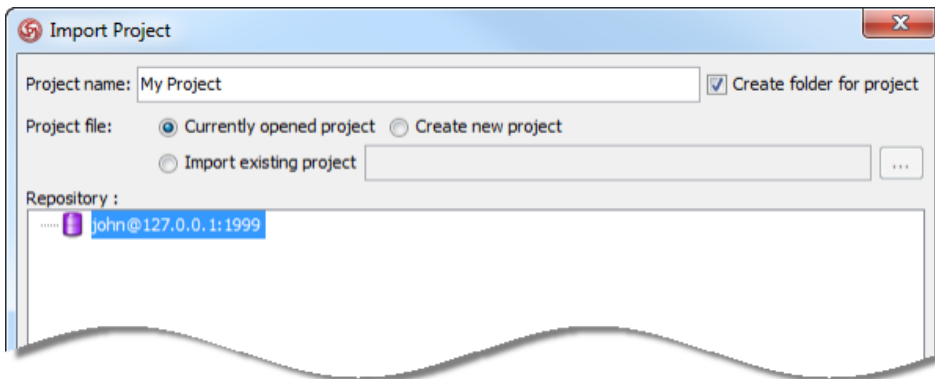 Import Project
Project name: My Project Create folder for project
Project file: Currently opened project Create new project
Import existing project ...
Repository :
john@127.0.0.1:1999